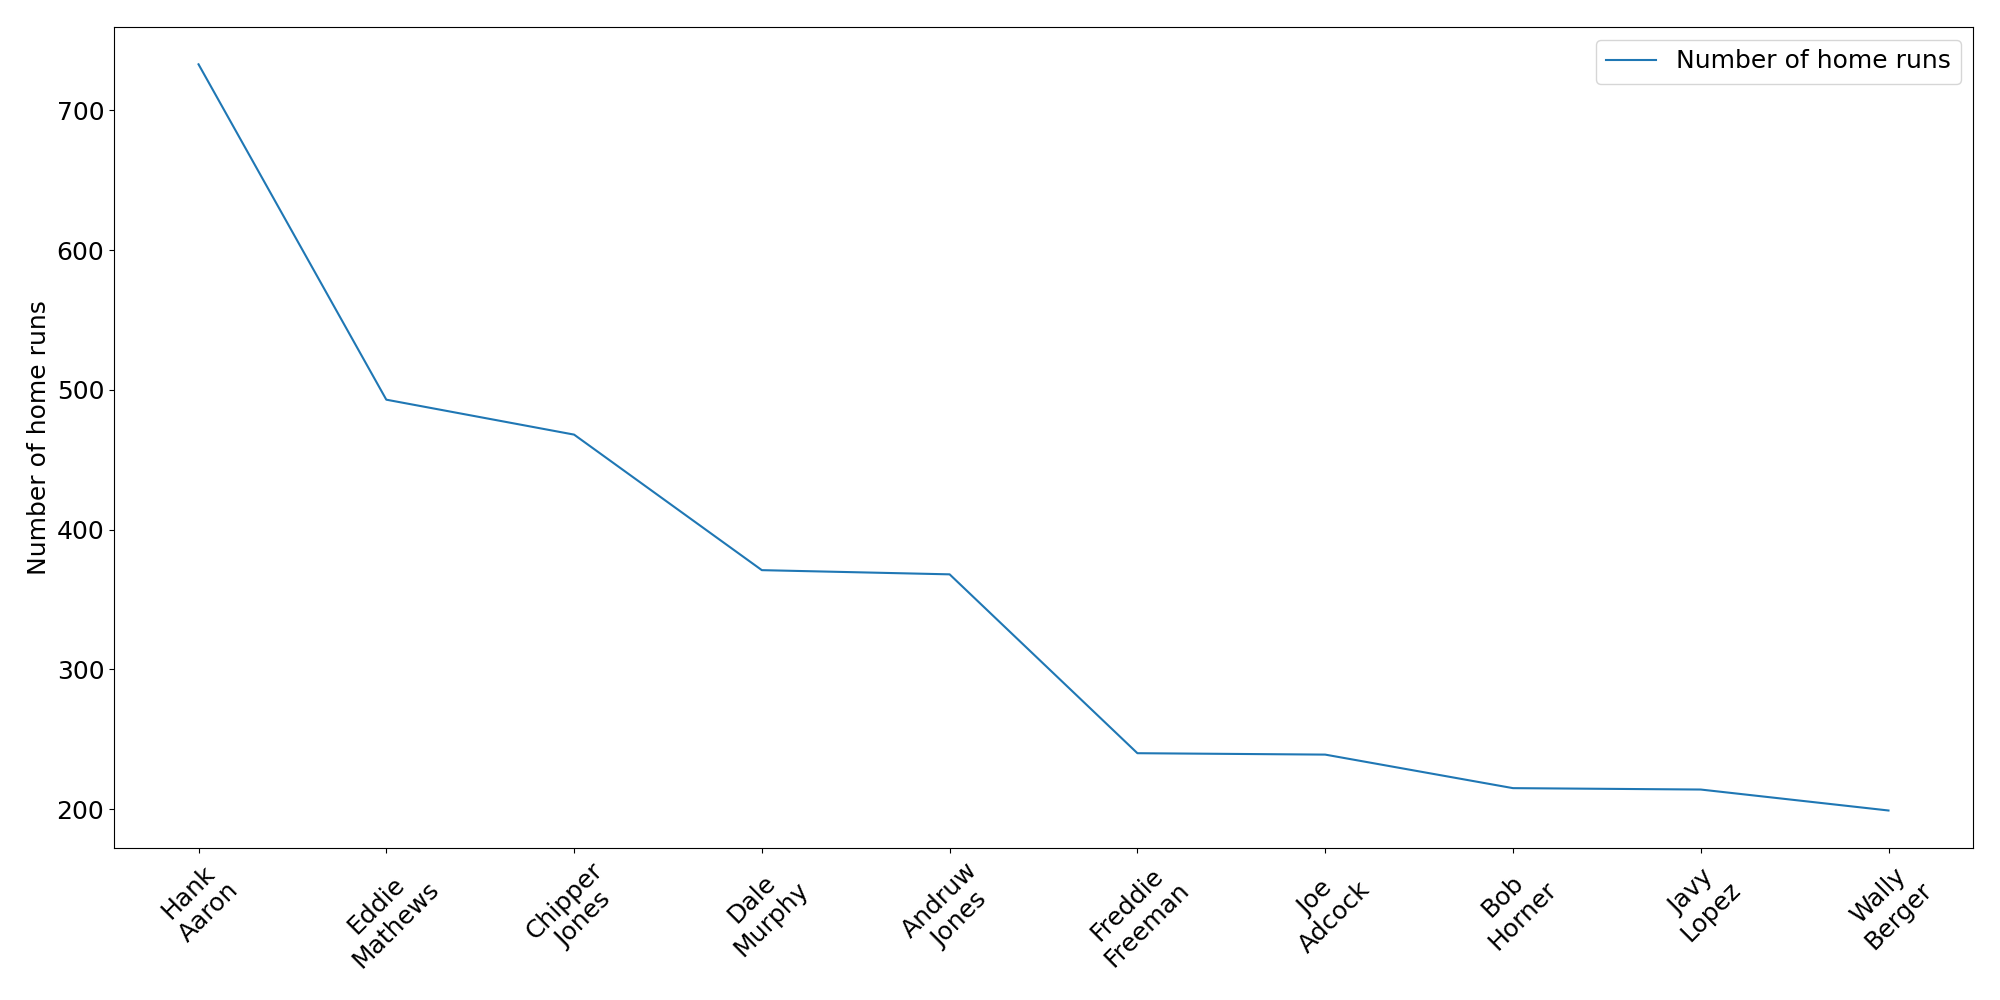 Number of home runs
Number of home runs
700
600
500
400
300
200
Hank
Aaron
Eddie
Mathews
Chipper
Jones
Dale
Murphy
Andruw
Jones
Freddie
Freeman
Joe
Adcock
Bob
Horner
Javy
Lopez
Wally
Berger